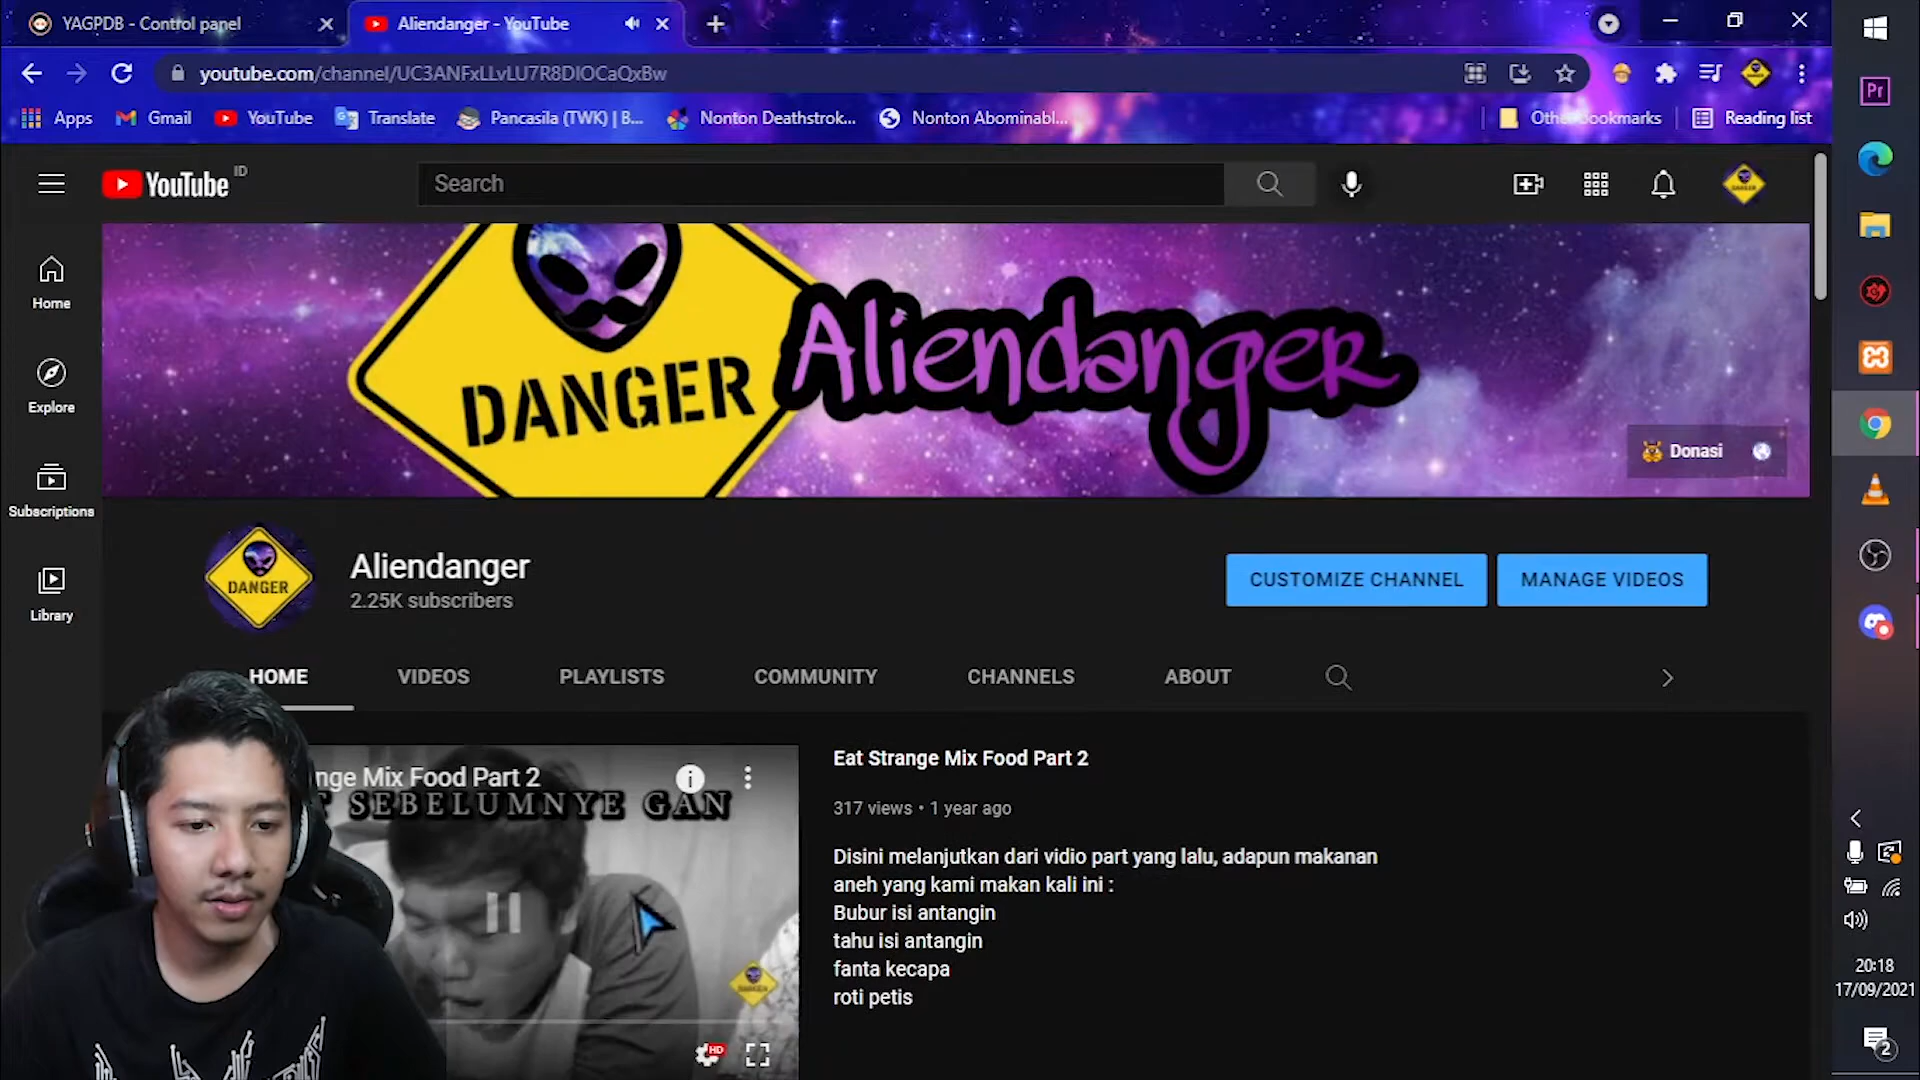 YAGPDB - Control panel
Aliendanger - YouTube
youtube.com/channel/UC3ANFxLLvLU7R8DIOCaQxBw
Apps
Gmail
YouTube
Translate
Pancasila (TWK) | B...
Nonton Deathstrok...
Nonton Abominabl...
Other bookmarks
Reading list
YouTube ID
Search
Home
Explore
Subscriptions
Library
DANGER
Aliendanger
Donasi
DANGER
Aliendanger
2.25K subscribers
CUSTOMIZE CHANNEL
MANAGE VIDEOS
HOME
VIDEOS
PLAYLISTS
COMMUNITY
CHANNELS
ABOUT
nge Mix Food Part 2
SEBELUMNYE GAN
HD
Eat Strange Mix Food Part 2
317 views • 1 year ago
Disini melanjutkan dari vidio part yang lalu, adapun makanan
aneh yang kami makan kali ini :
Bubur isi antangin
tahu isi antangin
fanta kecapa
roti petis
Pr
20:18
17/09/2021
2